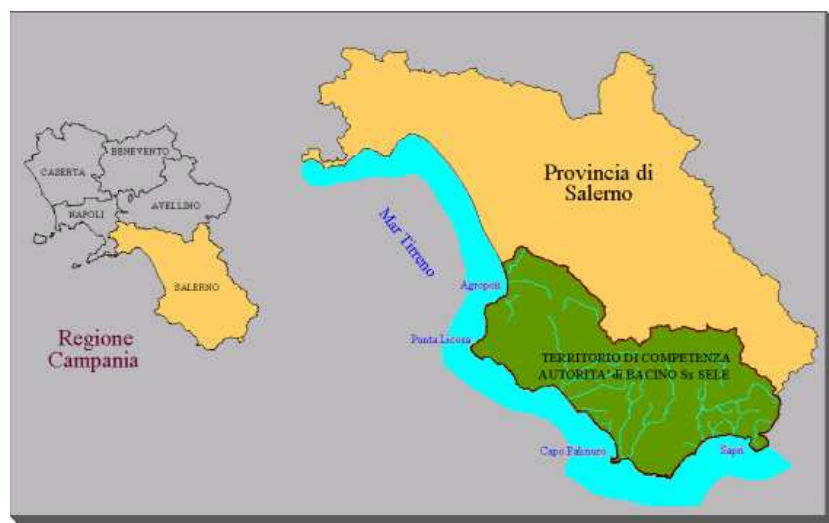 BENEVENTO
CASERTA
NAPOLI
AVELLINO
SALERNO
Regione
Campania
Provincia di
Salerno
Mar Tirreno
Agropoli
Punta Licosa
TERRITORIO DI COMPETENZA
AUTORITA' di BACINO Sx SELE
Capo Palinuro
Sapri